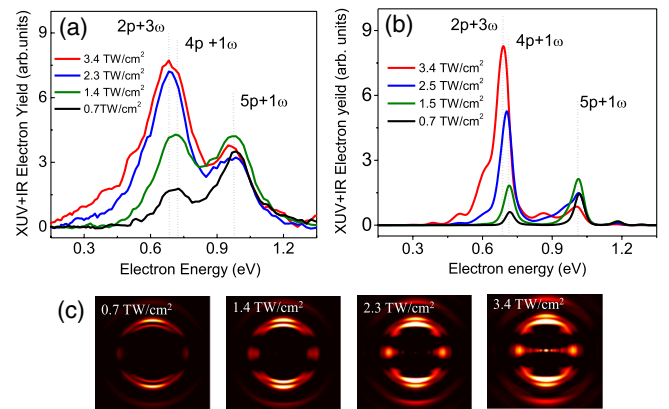 (a)
2p+3ω
4p +1ω
5p+1ω
3.4 TW/cm²
2.3 TW/cm²
1.4 TW/cm²
0.7TW/cm²
XUV+IR Electron Yield (arb.units)
9
6
3
0
0.3 0.6 0.9 1.2
Electron Energy (eV)
(b)
2p+3ω
4p+1ω
5p+1ω
3.4 TW/cm²
2.5 TW/cm²
1.5 TW/cm²
0.7 TW/cm²
XUV+IR Electron yeild (arb.units)
9
6
3
0
0.3 0.6 0.9 1.2
Electron energy (eV)
(c)
0.7 TW/cm²
1.4 TW/cm²
2.3 TW/cm²
3.4 TW/cm²